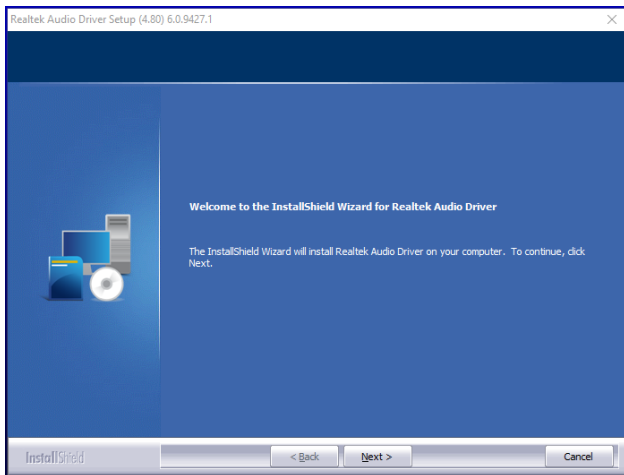 Realtek Audio Driver Setup (4.80) 6.0.9427.1
Welcome to the InstallShield Wizard for Realtek Audio Driver
The InstallShield Wizard will install Realtek Audio Driver on your computer. To continue, click
Next.
InstallShield
< Back
Next >
Cancel